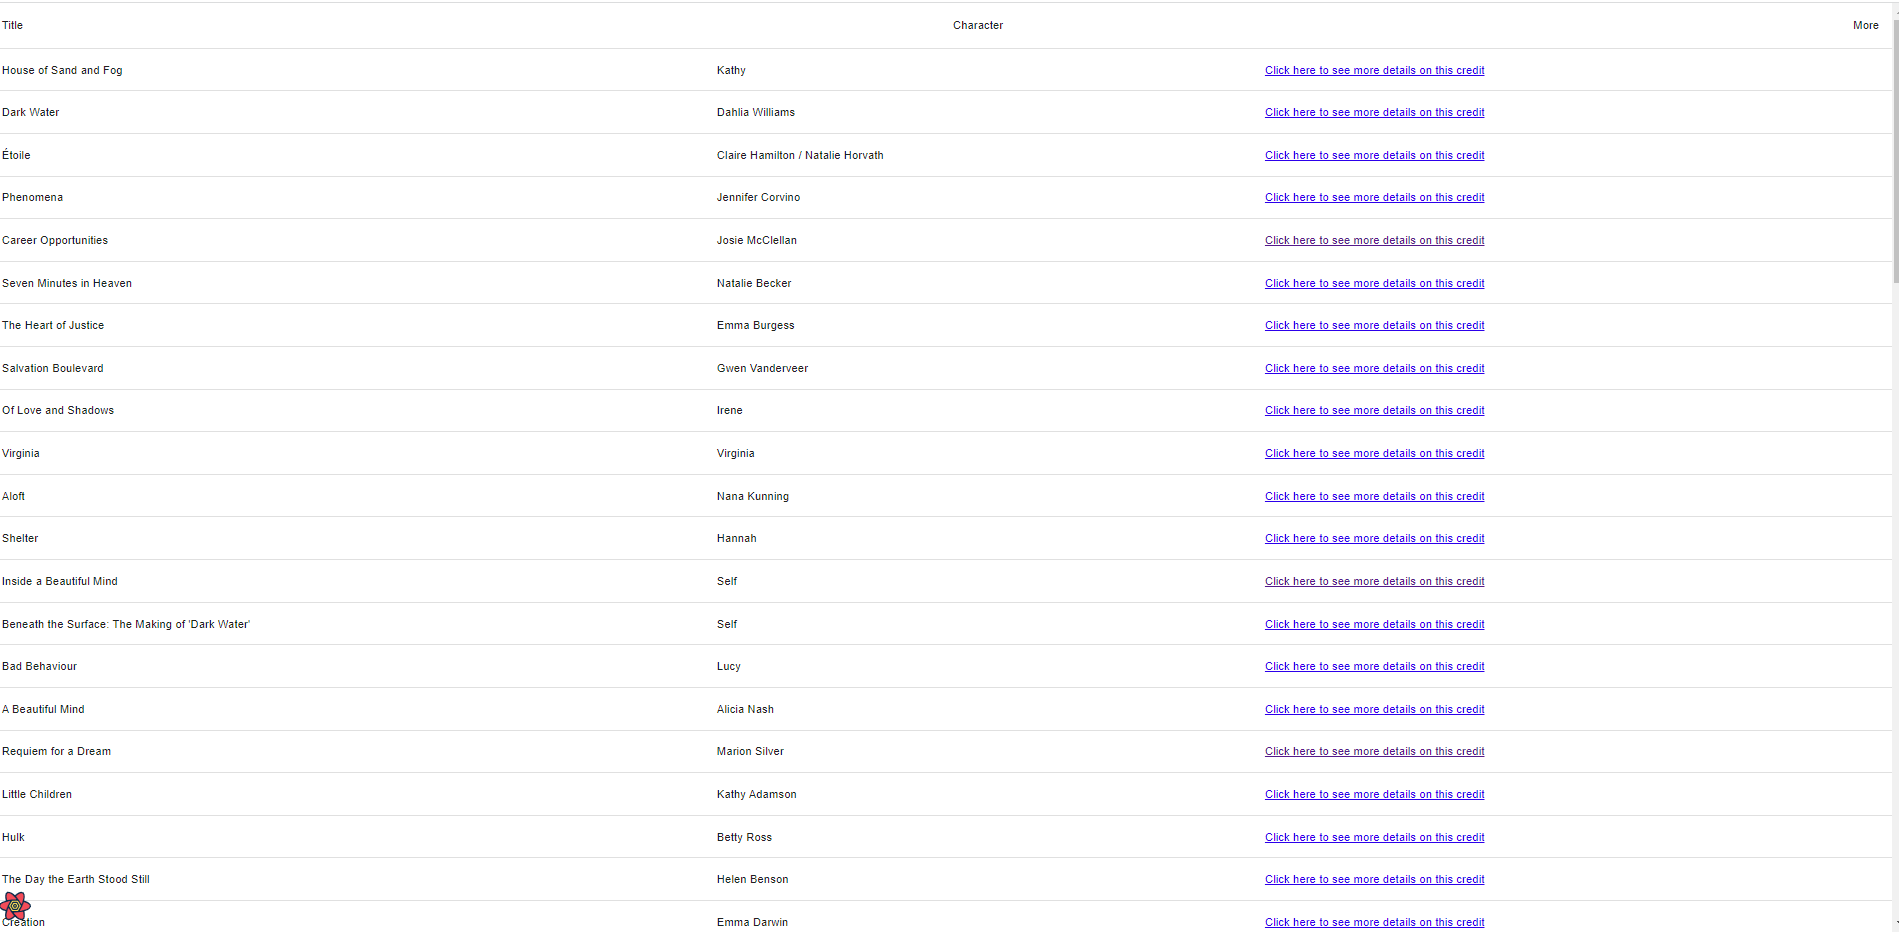 Title Character More
House of Sand and Fog Kathy Click here to see more details on this credit
Dark Water Dahlia Williams Click here to see more details on this credit
Étoile Claire Hamilton / Natalie Horvath Click here to see more details on this credit
Phenomena Jennifer Corvino Click here to see more details on this credit
Career Opportunities Josie McClellan Click here to see more details on this credit
Seven Minutes in Heaven Natalie Becker Click here to see more details on this credit
The Heart of Justice Emma Burgess Click here to see more details on this credit
Salvation Boulevard Gwen Vanderveer Click here to see more details on this credit
Of Love and Shadows Irene Click here to see more details on this credit
Virginia Virginia Click here to see more details on this credit
Aloft Nana Kunning Click here to see more details on this credit
Shelter Hannah Click here to see more details on this credit
Inside a Beautiful Mind Self Click here to see more details on this credit
Beneath the Surface: The Making of 'Dark Water' Self Click here to see more details on this credit
Bad Behaviour Lucy Click here to see more details on this credit
A Beautiful Mind Alicia Nash Click here to see more details on this credit
Requiem for a Dream Marion Silver Click here to see more details on this credit
Little Children Kathy Adamson Click here to see more details on this credit
Hulk Betty Ross Click here to see more details on this credit
The Day the Earth Stood Still Helen Benson Click here to see more details on this credit
Creation Emma Darwin Click here to see more details on this credit